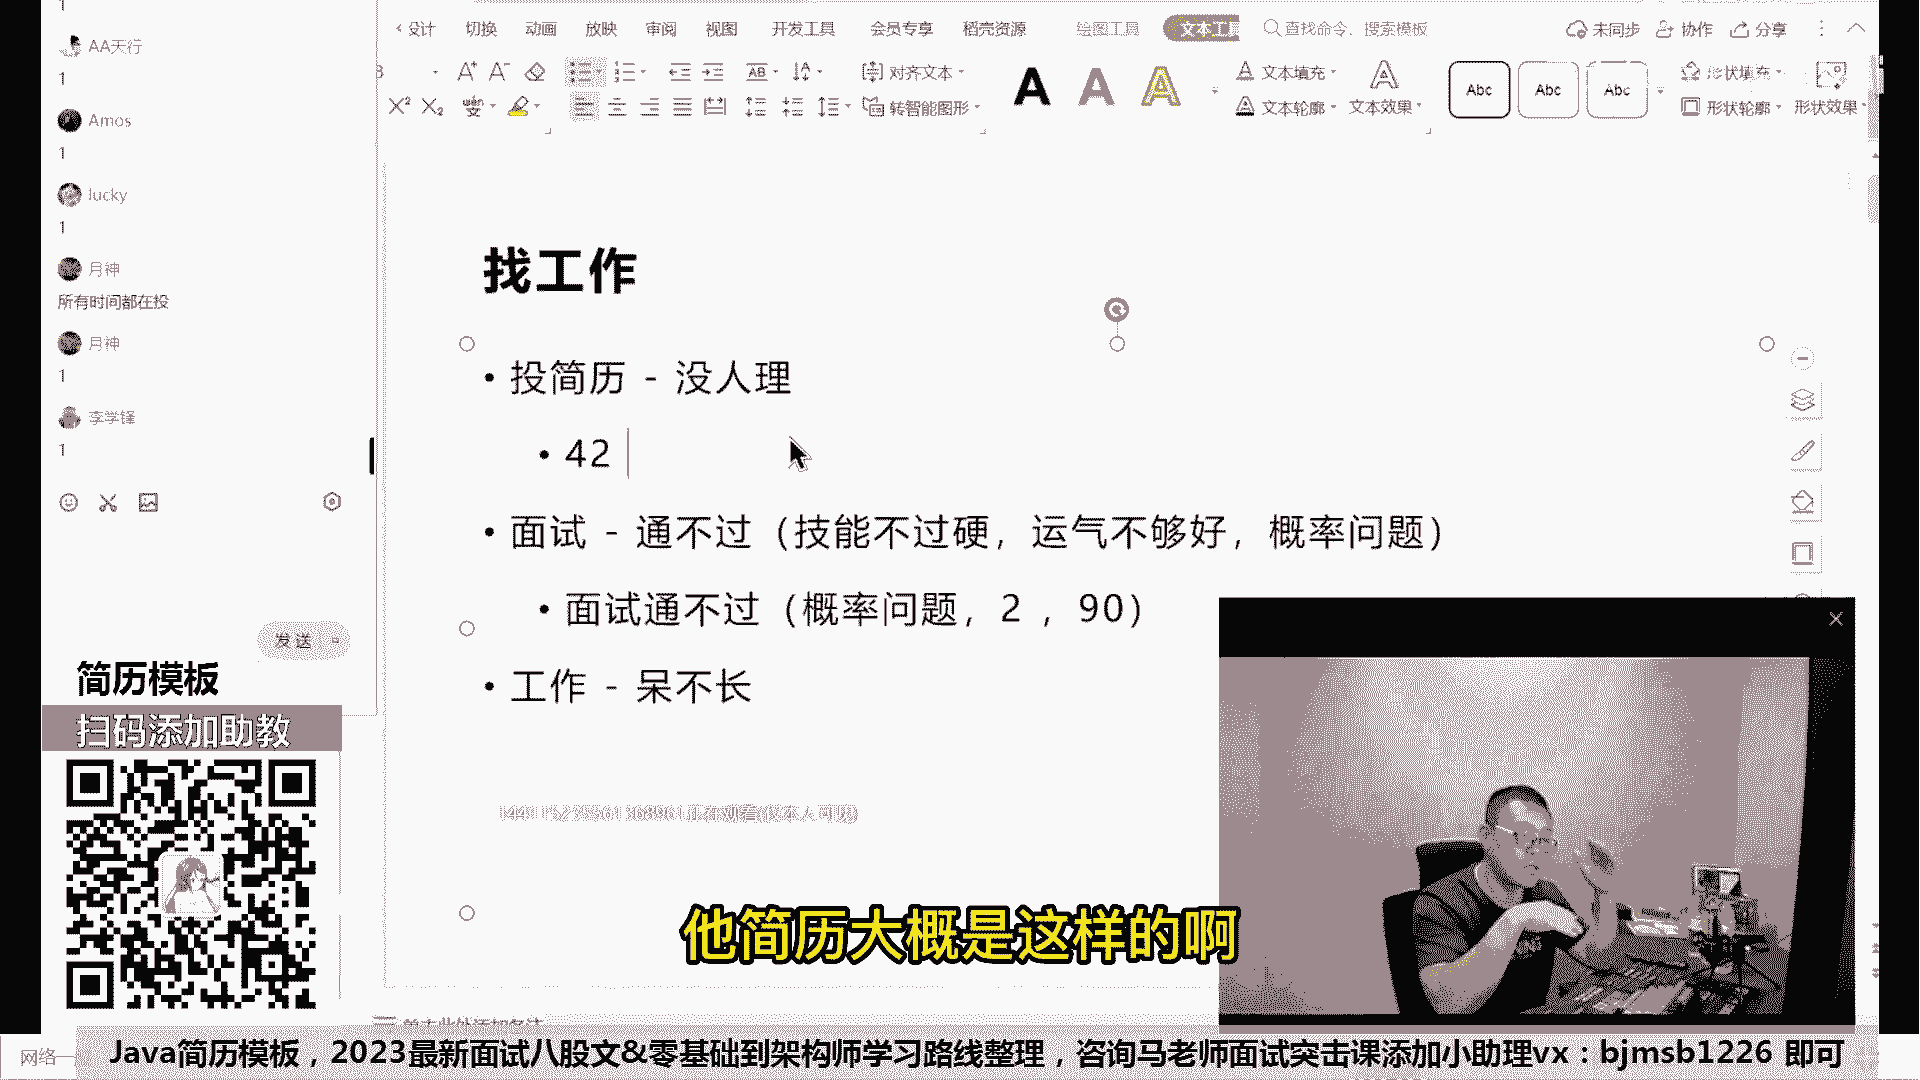 1
AA天行
1
Amos
1
lucky
1
月神
所有时间都在投
月神
1
李学锋
1
发送
简历模板
扫码添加助教
设计 切换 动画 放映 审阅 视图 开发工具 会员专享 稻壳资源 绘图工具 文本工具 查找命令、搜索模板 未同步 协作 分享
对齐文本 文本填充 Abc Abc Abc 形状填充
转智能图形 文本轮廓 文本效果 形状轮廓 形状效果
找工作
• 投简历 - 没人理
• 42
• 面试 - 通不过（技能不过硬，运气不够好，概率问题）
• 面试通不过（概率问题，2 ，90）
• 工作 - 呆不长
正在观看(仅本人可见)
他简历大概是这样的啊
单击此处添加备注
网络
Java简历模板，2023最新面试八股文&零基础到架构师学习路线整理，咨询马老师面试突击课添加小助理vx：bjmsb1226 即可